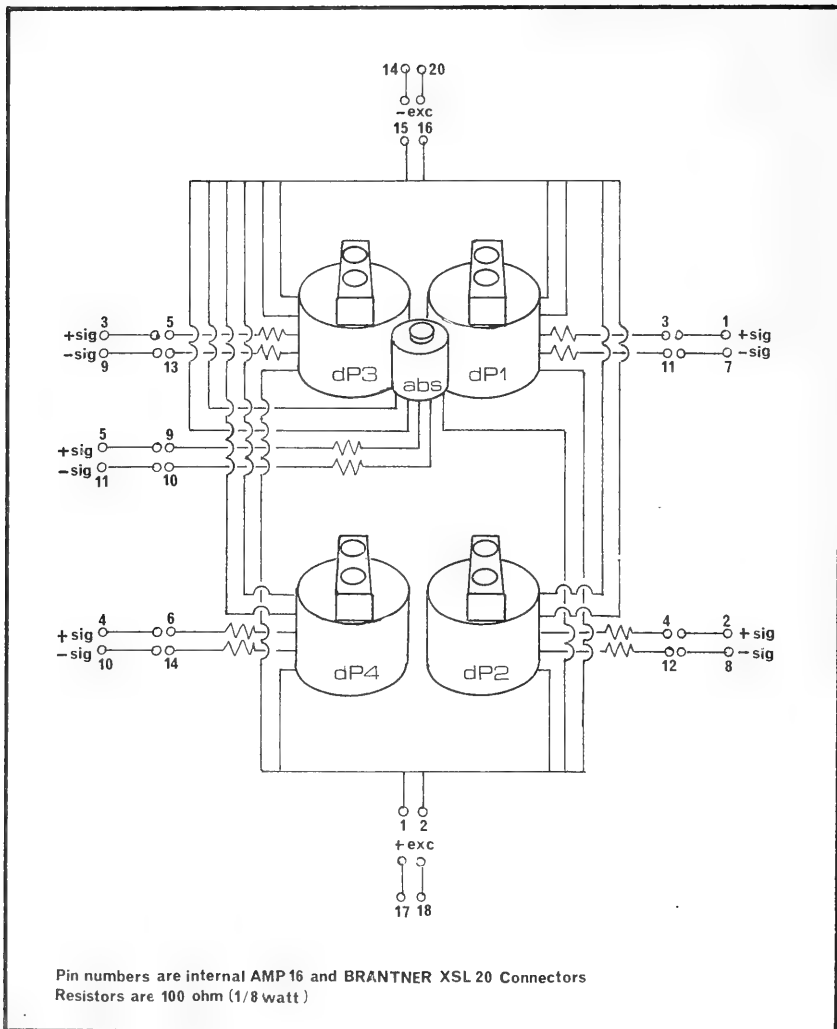 14 20
-exc
15 16
3 5 3 1
+sig +sig
-sig -sig
9 13 dP3 dP1 11 7
abs
5 9
+sig
-sig
11 10
4 6 4 2
+sig +sig
-sig -sig
10 14 dP4 dP2 12 8
1 2
+exc
17 18
Pin numbers are internal AMP 16 and BRANTNER XSL 20 Connectors
Resistors are 100 ohm (1/8 watt)